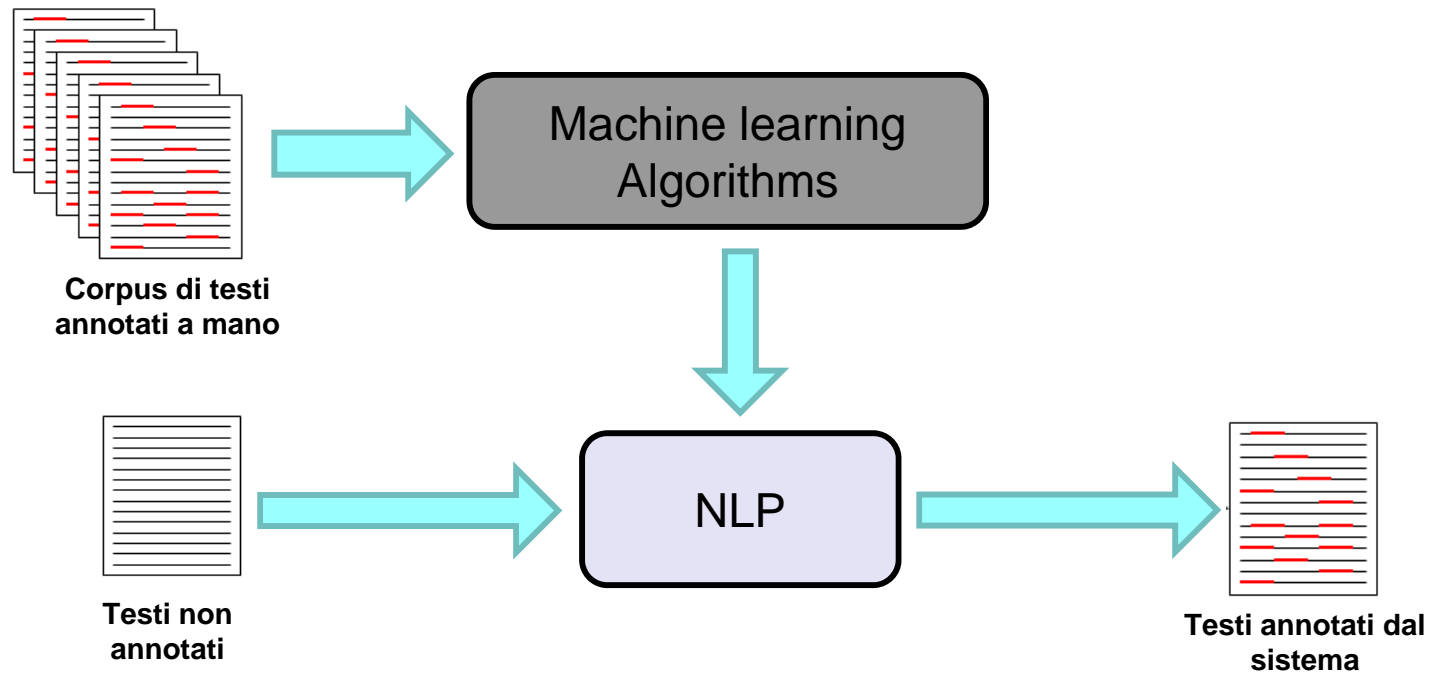 Machine learning
Algorithms
Corpus di testi
annotati a mano
NLP
Testi non
annotati
Testi annotati dal
sistema